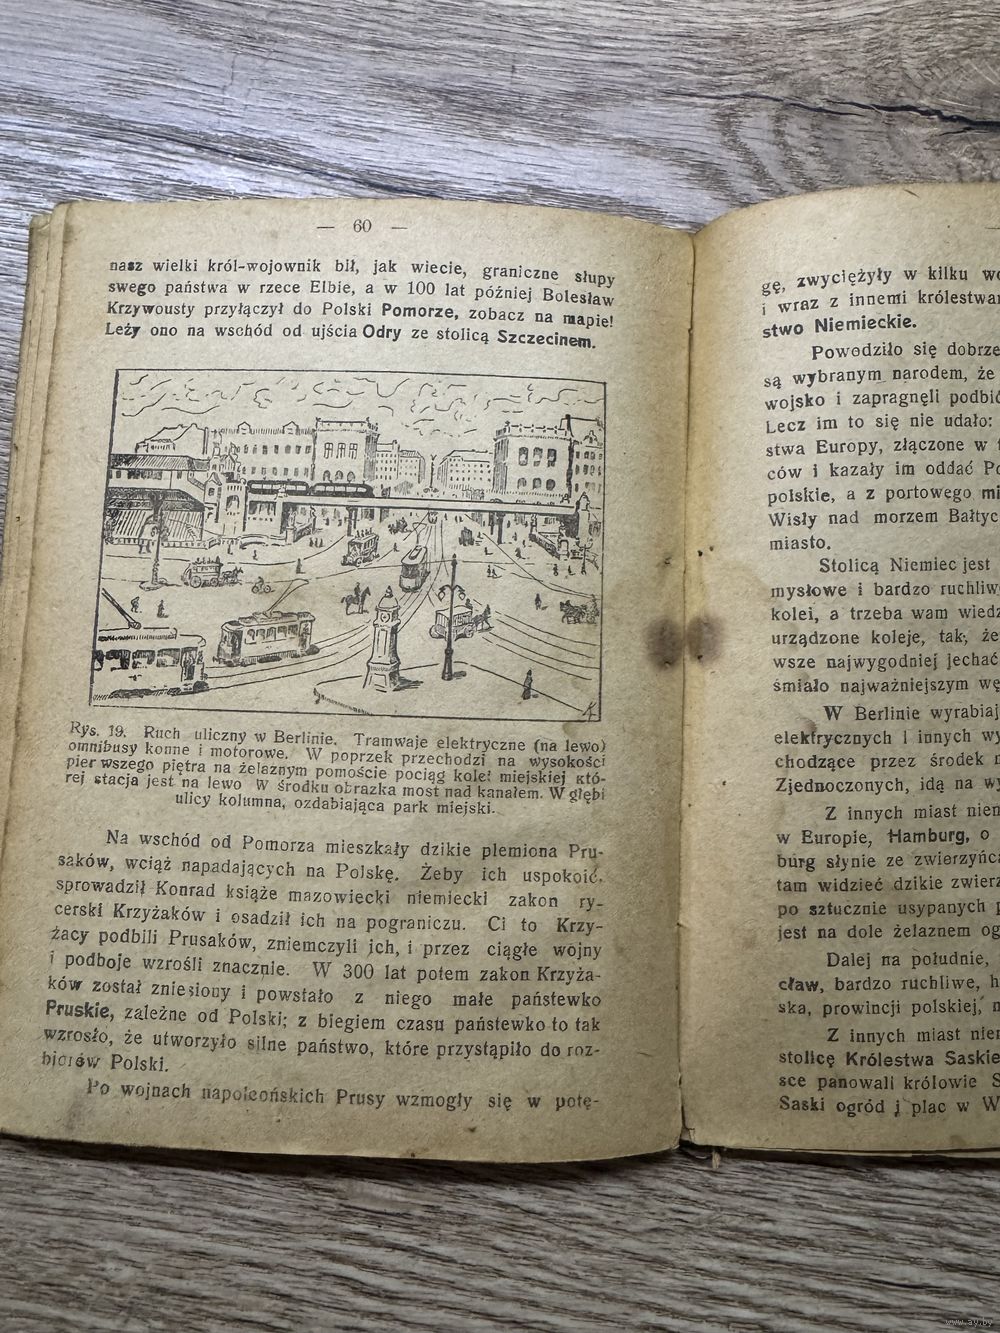 — 60 —
nasz wielki król-wojownik bił, jak wiecie, graniczne słupy
swego państwa w rzece Elbie, a w 100 lat później Bolesław
Krzywousty przyłączył do Polski Pomorze, zobacz na mapie!
Leży ono na wschód od ujścia Odry ze stolicą Szczecinem.
Rys. 19. Ruch uliczny w Berlinie. Tramwaje elektryczne (na lewo)
omnibusy konne i motorowe. W poprzek przechodzi na wysokości
pierwszego piętra na żelaznym pomoście pociąg kolei miejskiej któ-
rej stacja jest na lewo W środku obrazka most nad kanałem. W głębi
ulicy kolumna, ozdabiająca park miejski.
Na wschód od Pomorza mieszkały dzikie plemiona Pru-
saków, wciąż napadających na Polskę. Żeby ich uspokoić,
sprowadził Konrad książe mazowiecki niemiecki zakon ry-
cerski Krzyżaków i osadził ich na pograniczu. Ci to Krzy-
żacy podbili Prusaków, zniemczyli ich, i przez ciągłe wojny
i podboje wzrośli znacznie. W 300 lat potem zakon Krzyża-
ków został zniesiony i powstało z niego małe państewko
Pruskie, zależne od Polski; z biegiem czasu państewko to tak
wzrosło, że utworzyło silne państwo, które przystąpiło do roz-
biorów Polski.
Po wojnach napoleońskich Prusy wzmogły się w potę-
gę, zwyciężyły w kilku
i wraz z innemi
stwo Niemieckie.
Powodziło się dobrze
są wybranym narodem, że
wojsko i zapragnęli
Lecz im to się nie udało:
stwa Europy, złączone w
ców i kazały im oddać
polskie, a z portowego
Wisły nad morzem
miasto.
Stolicą Niemiec jest
mysłowe i bardzo
kolei, a trzeba wam
urządzone koleje, tak, że
wsze najwygodniej jechać
śmiało najważniejszym
W Berlinie
elektrycznych i innych
chodzące przez środek
Zjednoczonych, idą na
Z innych miast
w Europie, Hamburg, o
burg słynie ze
tam widzieć dzikie
po sztucznie usypanych
jest na dole żelaznem
Dalej na południe,
cław, bardzo ruchliwe,
ska, prowincji polskiej,
Z innych miast
stolicę Królestwa
sce panowali królowie
Saski ogród i plac w
www.ay.by